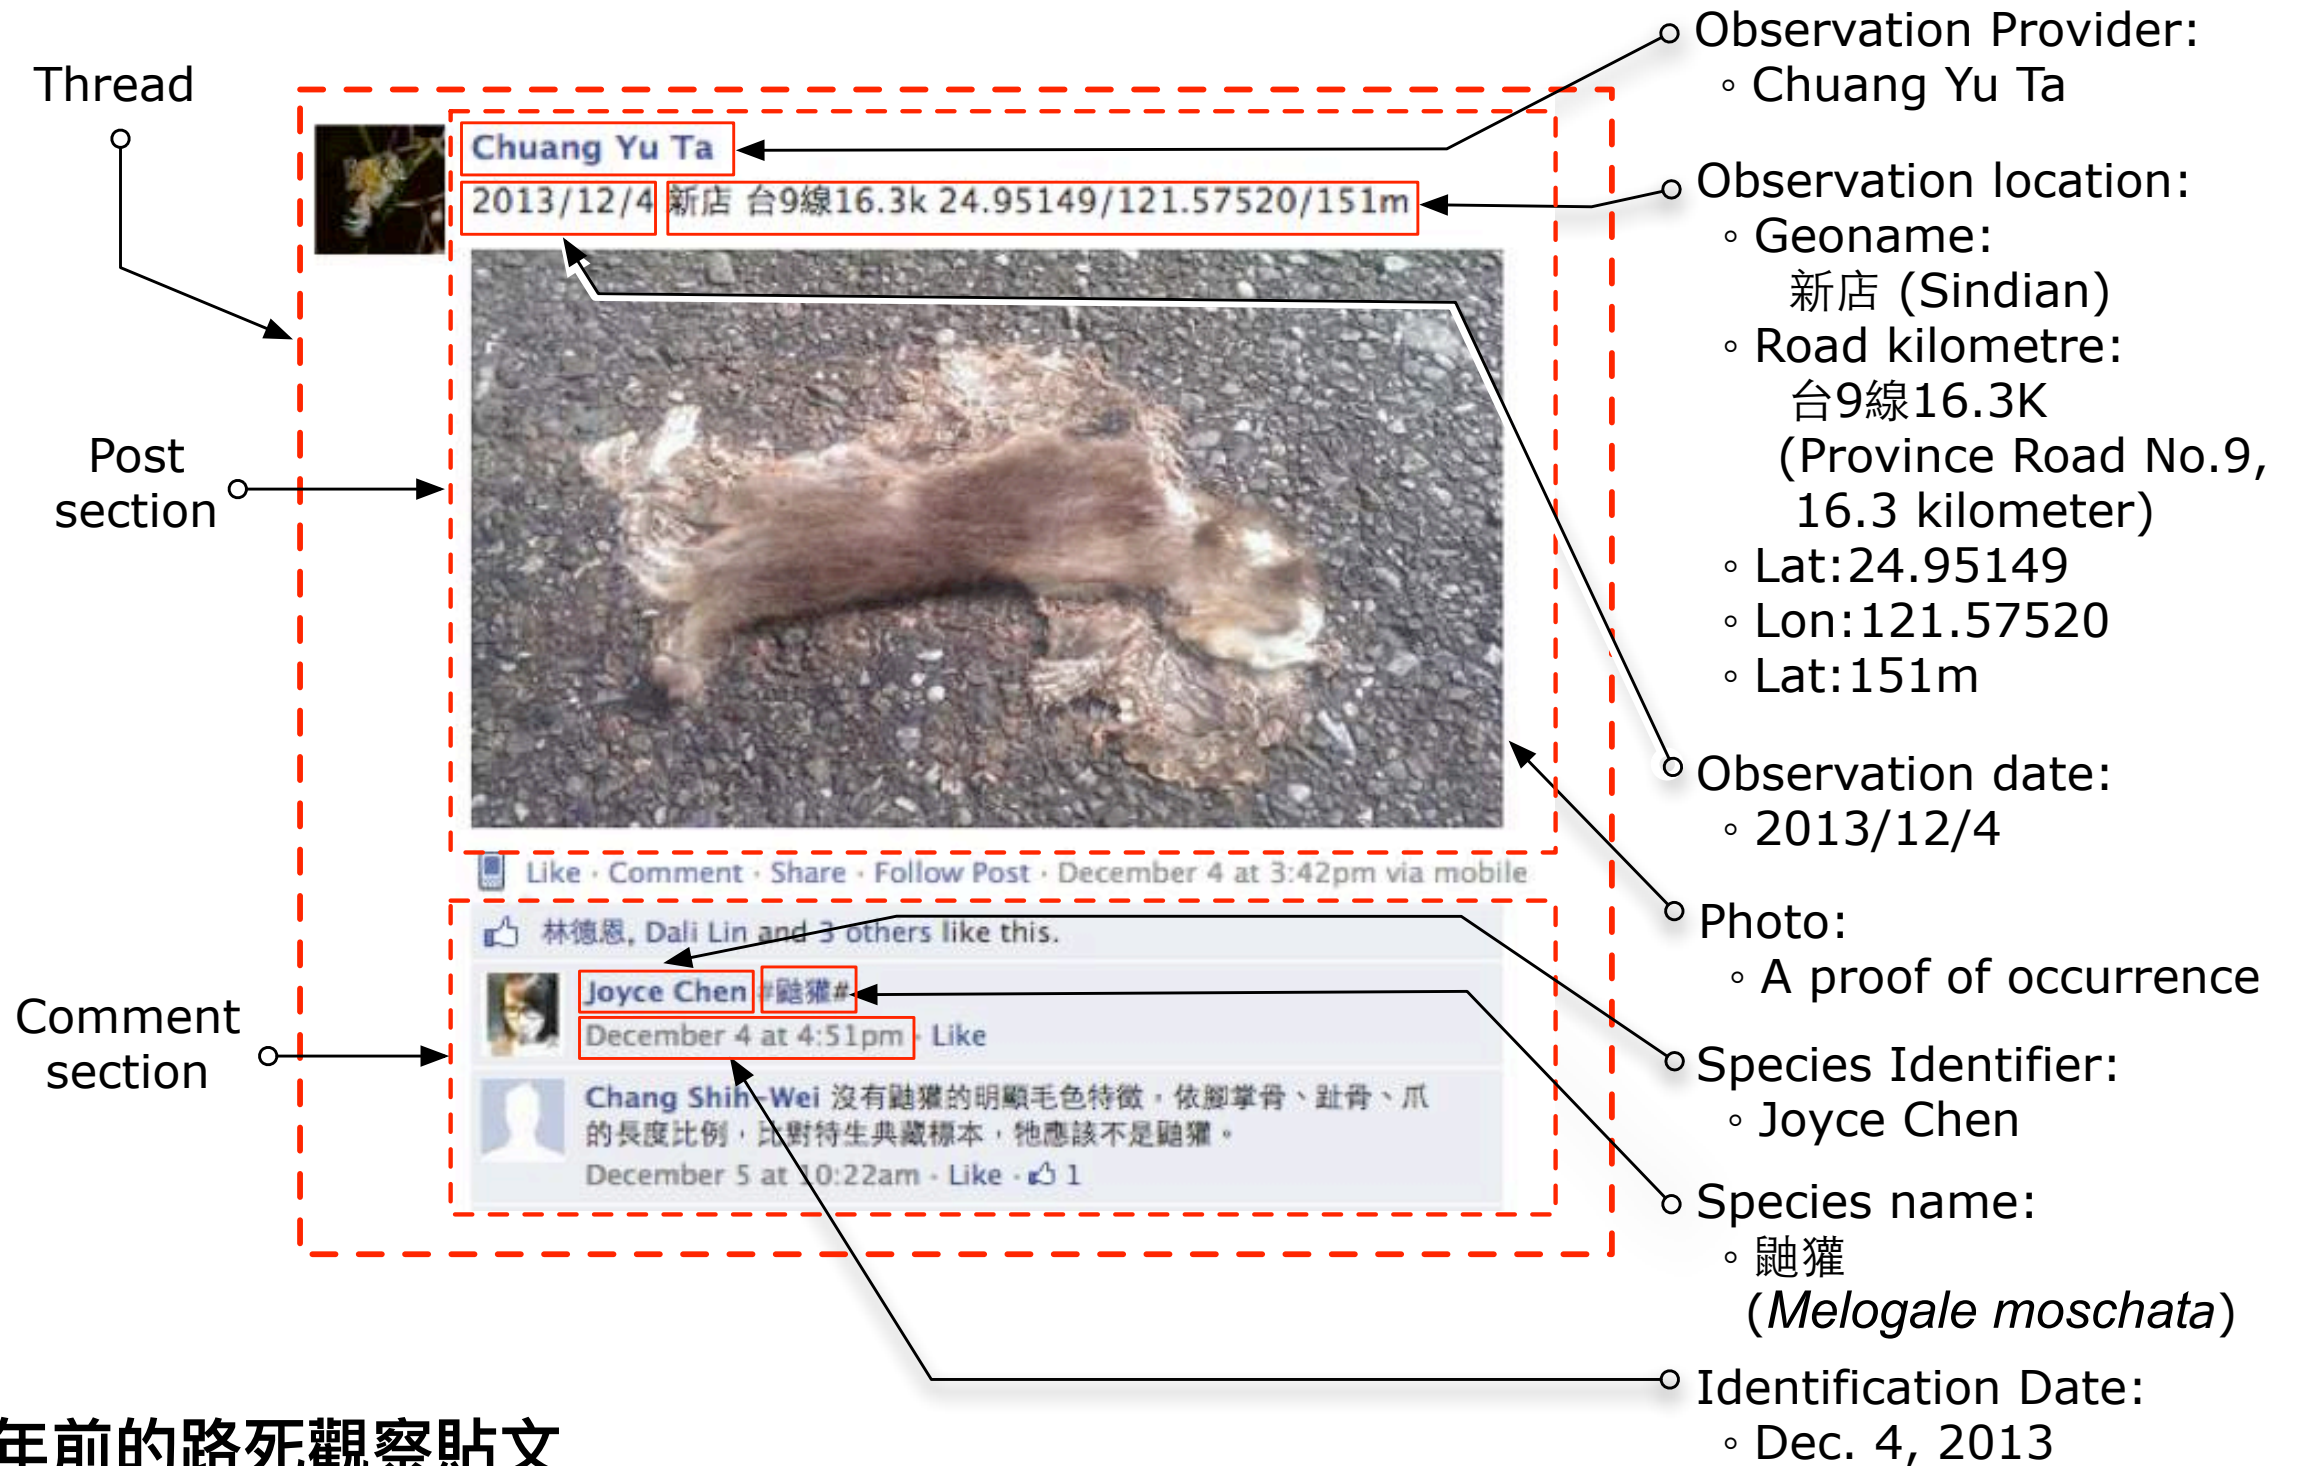 Thread
Post
section
Comment
section
Chuang Yu Ta
2013/12/4 新店 台9線16.3k 24.95149/121.57520/151m
Like · Comment · Share · Follow Post · December 4 at 3:42pm via mobile
林德恩, Dali Lin and 3 others like this.
Joyce Chen #鼬獾#
December 4 at 4:51pm · Like
Chang Shih-Wei 沒有鼬獾的明顯毛色特徵，依腳掌骨、趾骨、爪
的長度比例，比對特生典藏標本，牠應該不是鼬獾。
December 5 at 10:22am · Like · 1
Observation Provider:
◦ Chuang Yu Ta
Observation location:
◦ Geoname:
新店 (Sindian)
◦ Road kilometre:
台9線16.3K
(Province Road No.9,
16.3 kilometer)
◦ Lat:24.95149
◦ Lon:121.57520
◦ Lat:151m
Observation date:
◦ 2013/12/4
Photo:
◦ A proof of occurrence
Species Identifier:
◦ Joyce Chen
Species name:
◦ 鼬獾
(Melogale moschata)
Identification Date:
◦ Dec. 4, 2013
年前的路死觀察貼文